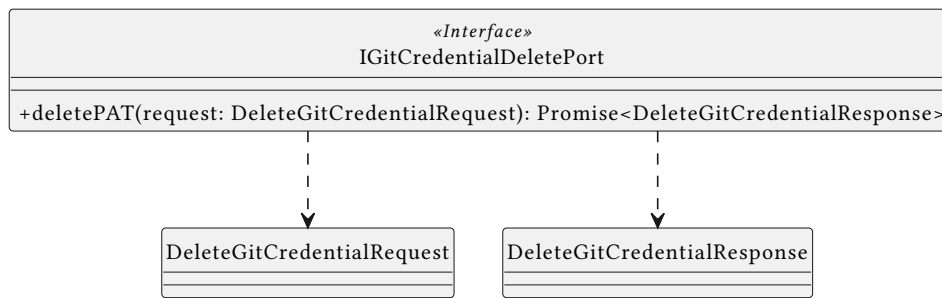 «Interface»
IGitCredentialDeletePort
+deletePAT(request: DeleteGitCredentialRequest): Promise<DeleteGitCredentialResponse>
DeleteGitCredentialRequest
DeleteGitCredentialResponse